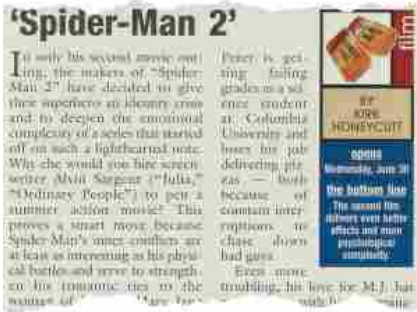 'Spider-Man 2'
In only his second movie out-
ing, the makers of "Spider-
Man 2" have decided to give
their superhero an identity crisis
and to deepen the emotional
complexity of a series that started
off on such a lighthearted note.
Why else would you hire screen-
writer Alvin Sargent ("Julia,"
"Ordinary People") to pen a
summer action movie? This
proves a smart move because
Spider-Man's inner conflicts are
at least as interesting as his physi-
cal battles and serve to strength-
en his romantic ties to the
woman of
Peter is get-
ting failing
grades as a sci-
ence student
at Columbia
University and
loses his job
delivering piz-
zas — both
because of
constant inter-
ruptions to
chase down
bad guys.
Even more
troubling, his love for M.J. has
film
BY
KIRK
HONEYCUTT
opens
Wednesday, June 30
the bottom line
The second film
delivers even better
effects and more
psychological
complexity.